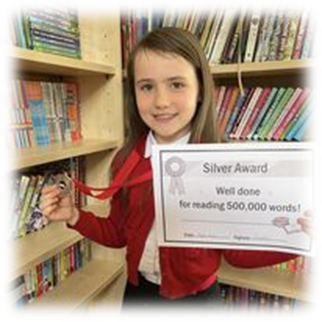 Silver Award
Well done
for reading 500,000 words!